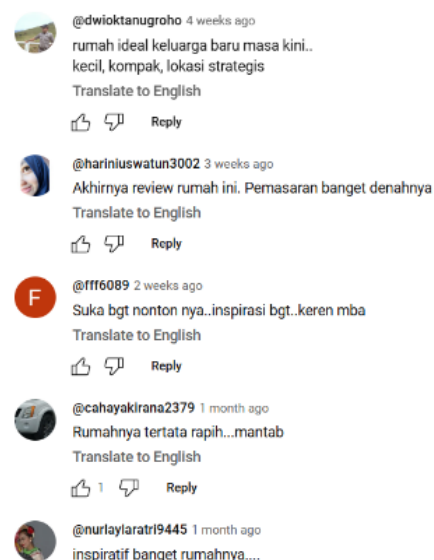 @dwioktanugroho 4 weeks ago
rumah ideal keluarga baru masa kini..
kecil, kompak, lokasi strategis
Translate to English
Reply
@hariniuswatun3002 3 weeks ago
Akhirnya review rumah ini. Pemasaran banget denahnya
Translate to English
Reply
F
@fff6089 2 weeks ago
Suka bgt nonton nya..inspirasi bgt..keren mba
Translate to English
Reply
@cahayakirana2379 1 month ago
Rumahnya tertata rapih...mantab
Translate to English
1 Reply
@nurlaylaratri9445 1 month ago
inspiratif banget rumahnya....